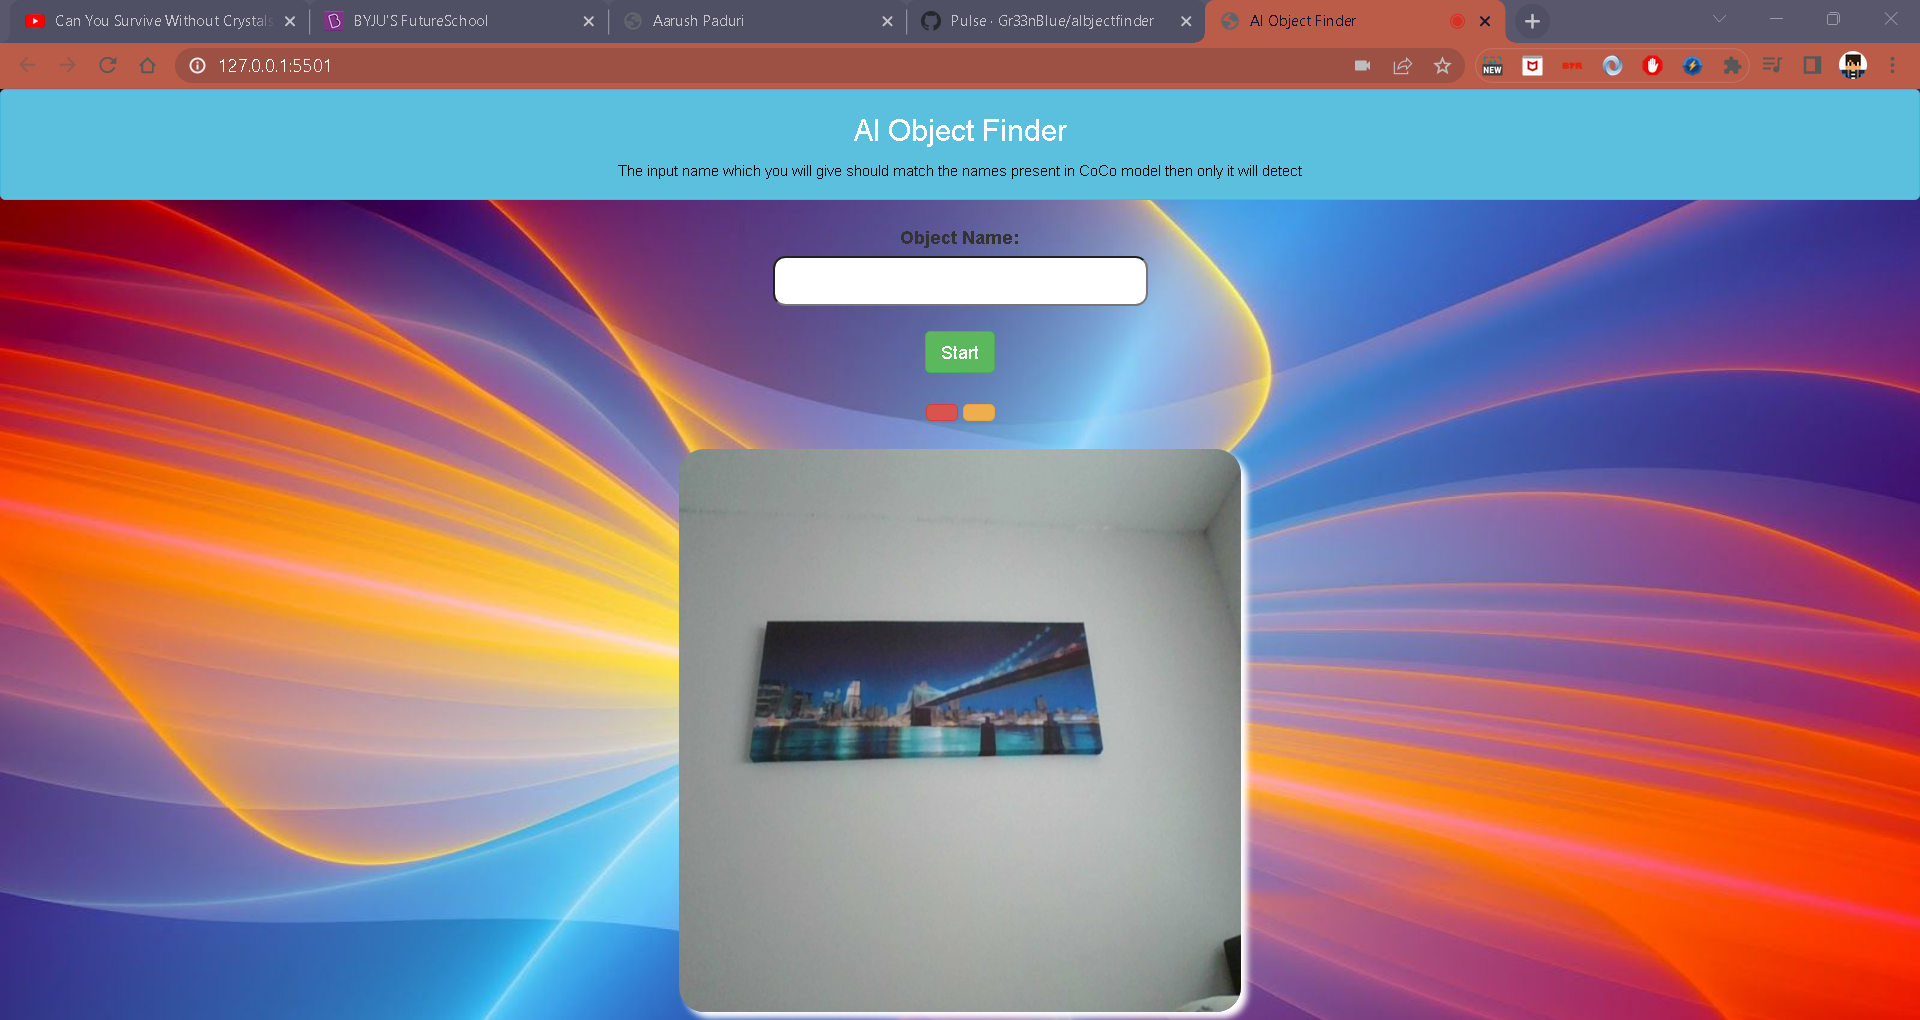 Can You Survive Without Crystals
BYJU'S FutureSchool
Aarush Paduri
Pulse · Gr33nBlue/aIbjectfinder
AI Object Finder
127.0.0.1:5501
NEW
AI Object Finder
The input name which you will give should match the names present in CoCo model then only it will detect
Object Name:
Start